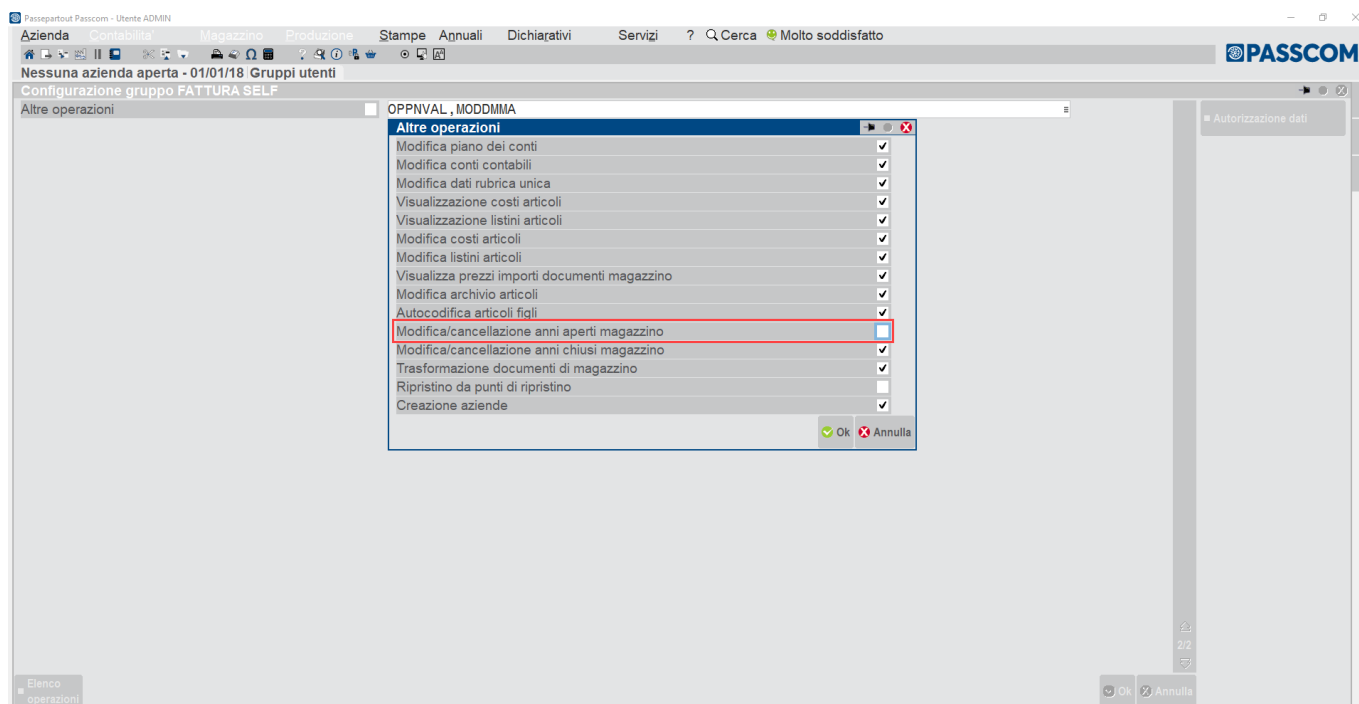 Passepartout Passcom - Utente ADMIN
Azienda Contabilita' Magazzino Produzione Stampe Annuali Dichiarativi Servizi ? Cerca Molto soddisfatto
PASSCOM
Nessuna azienda aperta - 01/01/18 Gruppi utenti
Configurazione gruppo FATTURA SELF
Altre operazioni OPPNVAL,MODDMMA
Autorizzazione dati
Altre operazioni
Modifica piano dei conti
Modifica conti contabili
Modifica dati rubrica unica
Visualizzazione costi articoli
Visualizzazione listini articoli
Modifica costi articoli
Modifica listini articoli
Visualizza prezzi importi documenti magazzino
Modifica archivio articoli
Autocodifica articoli figli
Modifica/cancellazione anni aperti magazzino
Modifica/cancellazione anni chiusi magazzino
Trasformazione documenti di magazzino
Ripristino da punti di ripristino
Creazione aziende
Ok Annulla
2/2
Elenco
operazioni
Ok Annulla